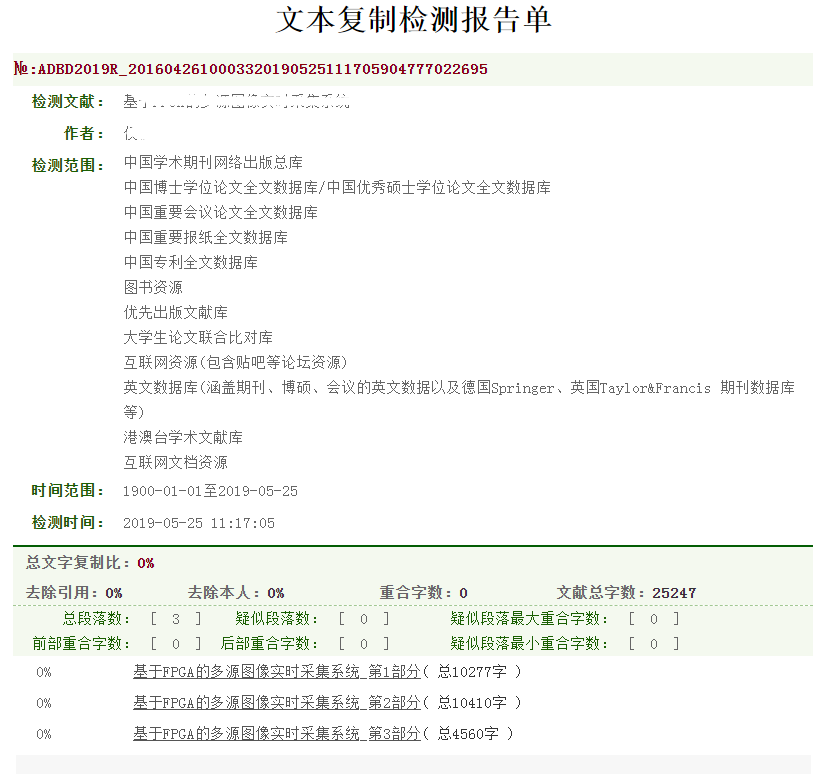 文本复制检测报告单
№:ADBD2019R_2016042610003320190525111705904777022695
检测文献： 基于FPGA的多源图像实时采集系统
作者：
检测范围： 中国学术期刊网络出版总库
中国博士学位论文全文数据库/中国优秀硕士学位论文全文数据库
中国重要会议论文全文数据库
中国重要报纸全文数据库
中国专利全文数据库
图书资源
优先出版文献库
大学生论文联合比对库
互联网资源(包含贴吧等论坛资源)
英文数据库(涵盖期刊、博硕、会议的英文数据以及德国Springer、英国Taylor&Francis 期刊数据库
等)
港澳台学术文献库
互联网文档资源
时间范围： 1900-01-01至2019-05-25
检测时间： 2019-05-25 11:17:05
总文字复制比：0%
去除引用：0% 去除本人：0% 重合字数：0 文献总字数：25247
总段落数： [ 3 ] 疑似段落数： [ 0 ] 疑似段落最大重合字数： [ 0 ]
前部重合字数： [ 0 ] 后部重合字数： [ 0 ] 疑似段落最小重合字数： [ 0 ]
0% 基于FPGA的多源图像实时采集系统_第1部分( 总10277字 )
0% 基于FPGA的多源图像实时采集系统_第2部分( 总10410字 )
0% 基于FPGA的多源图像实时采集系统_第3部分( 总4560字 )